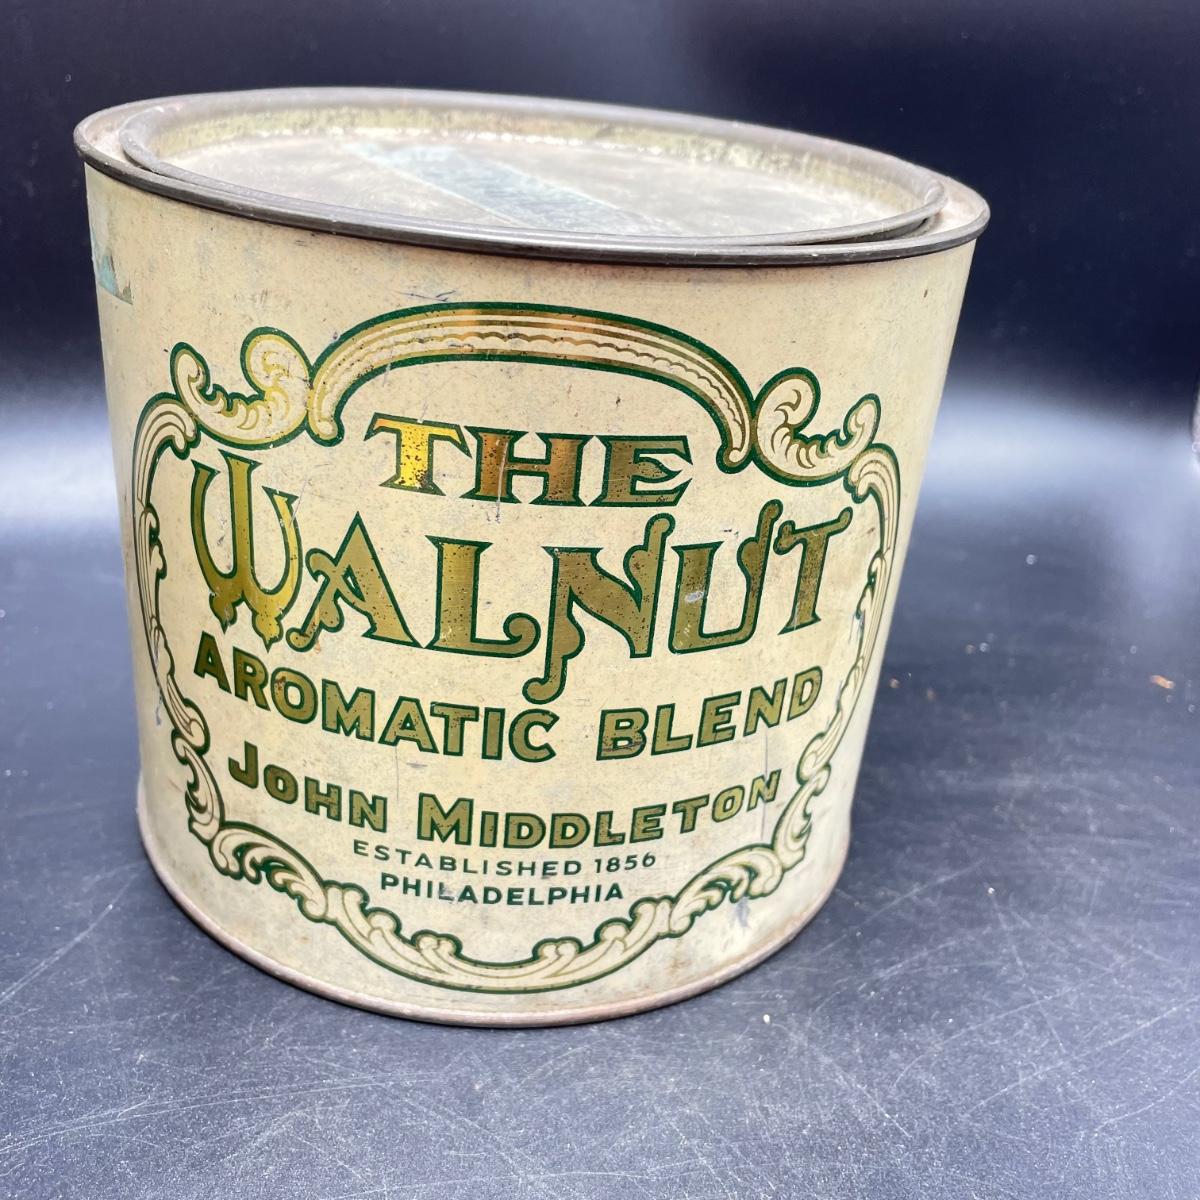 THE
WALNUT
AROMATIC BLEND
JOHN MIDDLETON
ESTABLISHED 1856
PHILADELPHIA